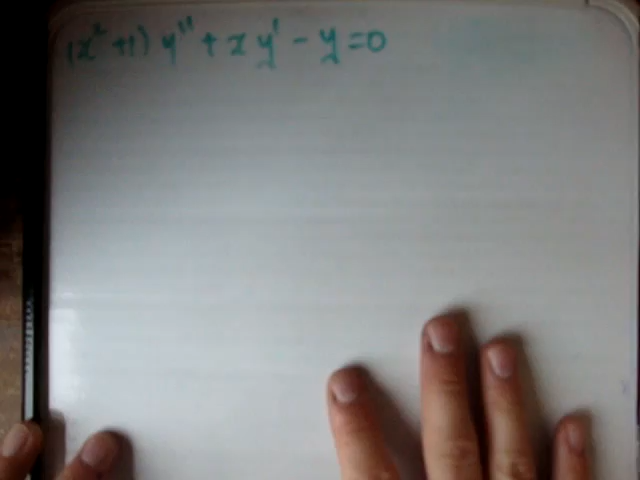 (x² + 1) y'' + x y' - y = 0